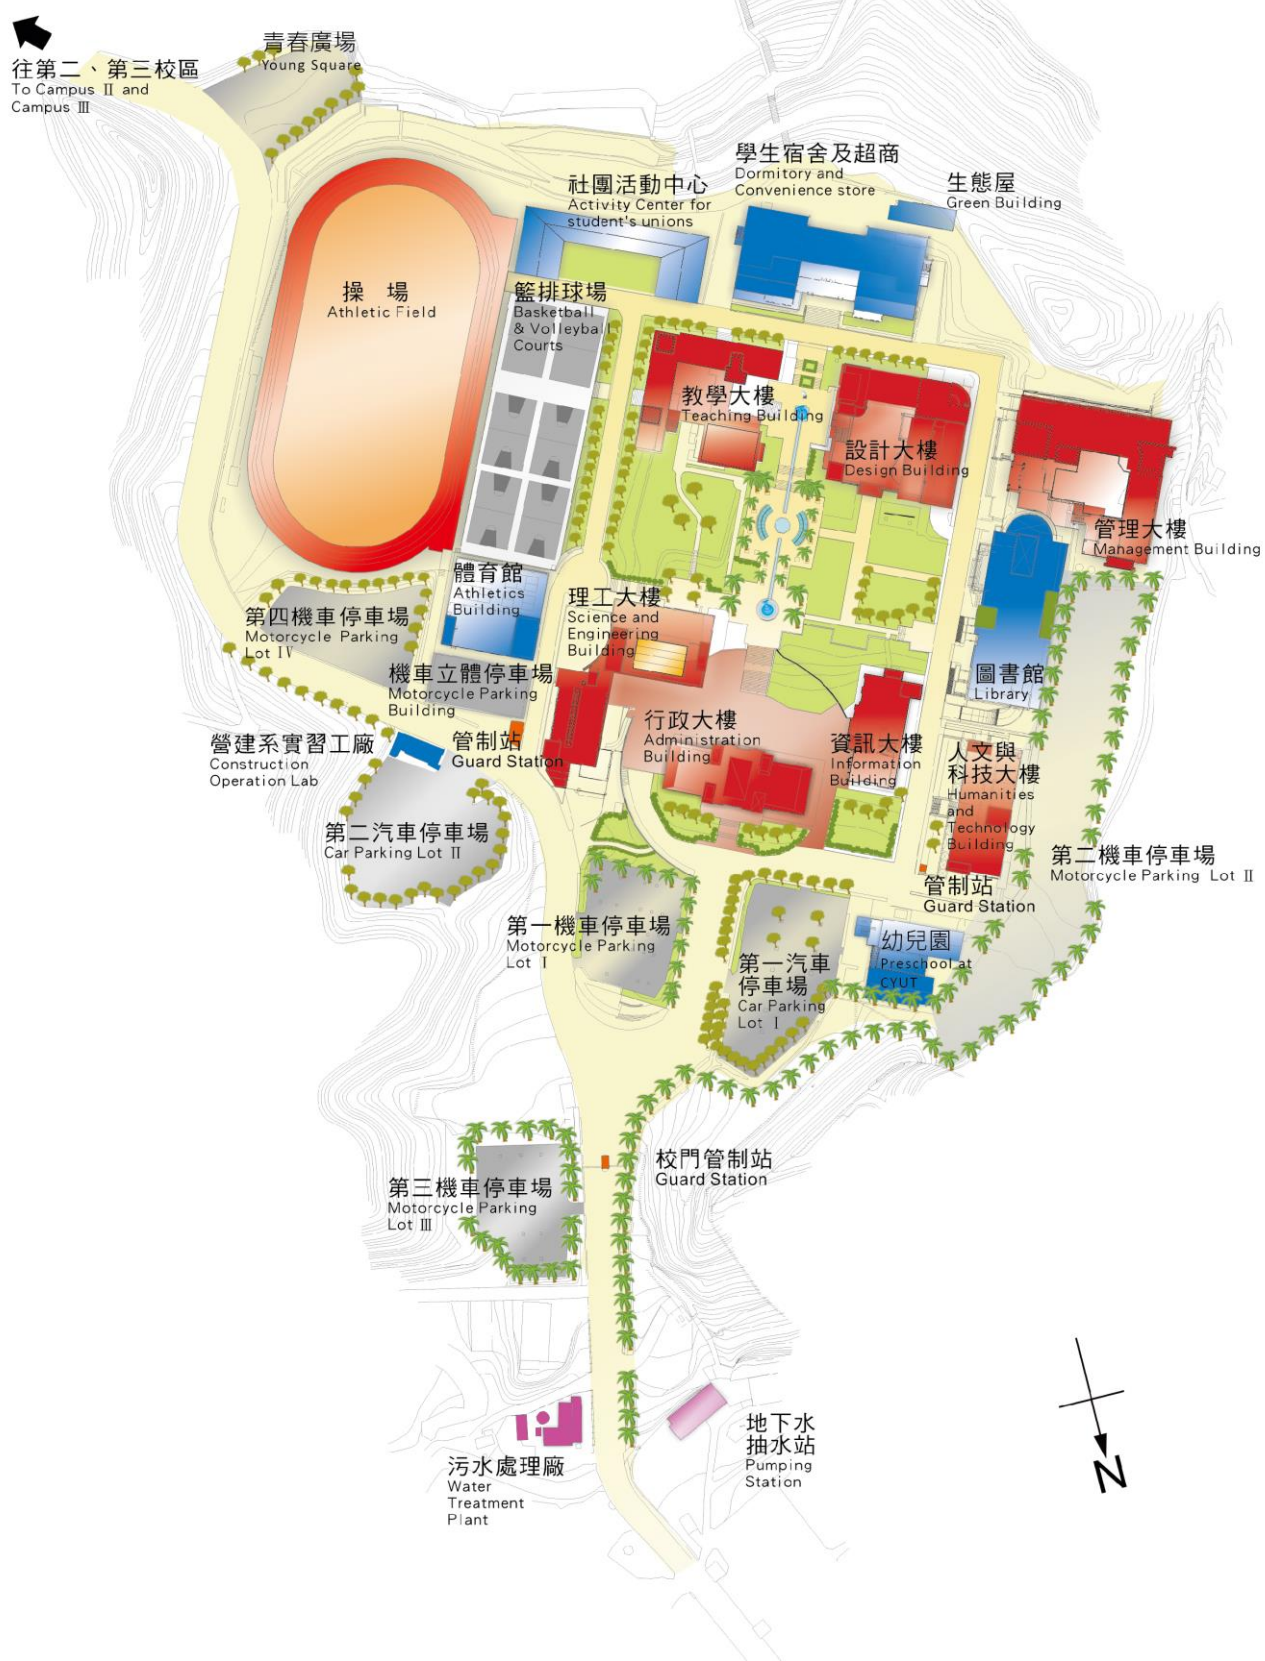 青春廣場
Young Square
往第二、第三校區
To Campus Ⅱ and
Campus Ⅲ
學生宿舍及超商
Dormitory and
Convenience store
社團活動中心
Activity Center for
student's unions
生態屋
Green Building
操 場
Athletic Field
籃排球場
Basketball
& Volleyball
Courts
教學大樓
Teaching Building
設計大樓
Design Building
管理大樓
Management Building
體育館
Athletics
Building
理工大樓
Science and
Engineering
Building
第四機車停車場
Motorcycle Parking
Lot Ⅳ
機車立體停車場
Motorcycle Parking
Building
圖書館
Library
行政大樓
Administration
Building
資訊大樓
Information
Building
營建系實習工廠
Construction
Operation Lab
管制站
Guard Station
人文與
科技大樓
Humanities
and
Technology
Building
第二汽車停車場
Car Parking Lot Ⅱ
第二機車停車場
Motorcycle Parking Lot Ⅱ
管制站
Guard Station
第一機車停車場
Motorcycle Parking
Lot Ⅰ
幼兒園
Preschool at
CYUT
第一汽車
停車場
Car Parking
Lot Ⅰ
校門管制站
Guard Station
第三機車停車場
Motorcycle Parking
Lot Ⅲ
地下水
抽水站
Pumping
Station
污水處理廠
Water
Treatment
Plant
N